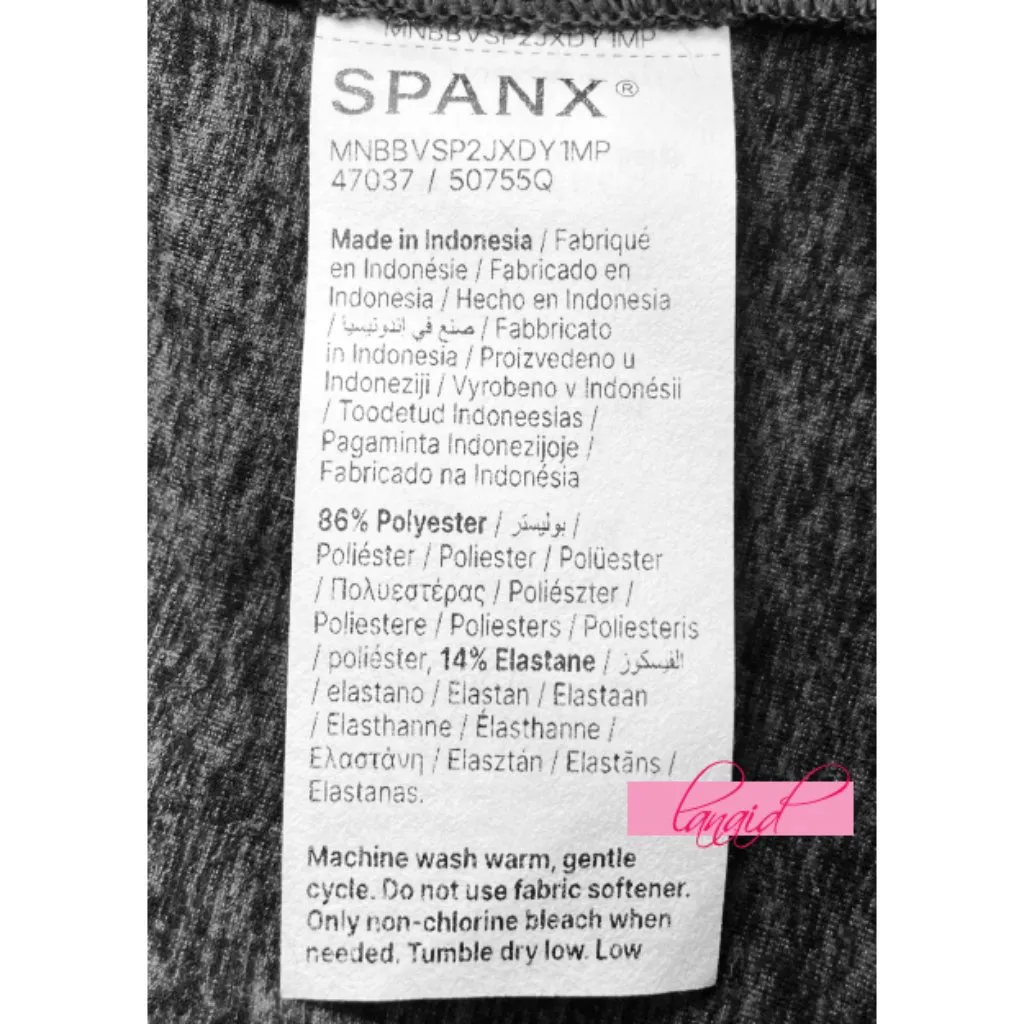 MNBBVSP2JXDY1MP
SPANX®
MNBBVSP2JXDY1MP
47037 / 50755Q
Made in Indonesia / Fabriqué
en Indonésie / Fabricado en
Indonesia / Hecho en Indonesia
/ صنع في اندونيسيا / Fabbricato
in Indonesia / Proizvedeno u
Indoneziji / Vyrobeno v Indonésii
/ Toodetud Indoneesias /
Pagaminta Indonezijoje /
Fabricado na Indonésia
86% Polyester / بوليستر /
Poliéster / Poliester / Polüester
/ Πολυεστέρας / Poliészter /
Poliestere / Poliesters / Poliesteris
/ poliéster, 14% Elastane / الفيسكوز
/ elastano / Elastan / Elastaan
/ Elasthanne / Élasthanne /
Ελαστάνη / Elasztán / Elastāns /
Elastanas.
lanaid
Machine wash warm, gentle
cycle. Do not use fabric softener.
Only non-chlorine bleach when
needed. Tumble dry low. Low